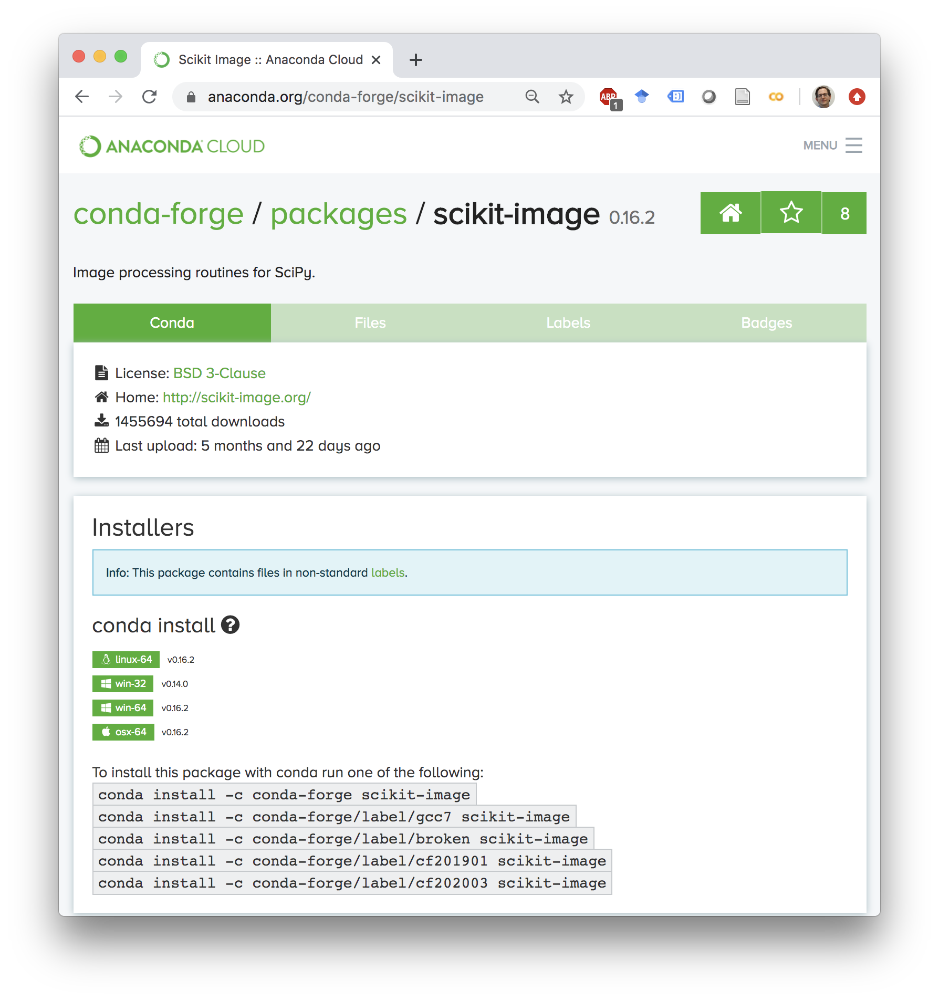 Scikit Image :: Anaconda Cloud
anaconda.org/conda-forge/scikit-image
ABP
1
ANACONDA CLOUD
MENU
conda-forge / packages / scikit-image 0.16.2
8
Image processing routines for SciPy.
Conda Files Labels Badges
License: BSD 3-Clause
Home: http://scikit-image.org/
1455694 total downloads
Last upload: 5 months and 22 days ago
Installers
Info: This package contains files in non-standard labels.
conda install ?
linux-64 v0.16.2
win-32 v0.14.0
win-64 v0.16.2
osx-64 v0.16.2
To install this package with conda run one of the following:
conda install -c conda-forge scikit-image
conda install -c conda-forge/label/gcc7 scikit-image
conda install -c conda-forge/label/broken scikit-image
conda install -c conda-forge/label/cf201901 scikit-image
conda install -c conda-forge/label/cf202003 scikit-image